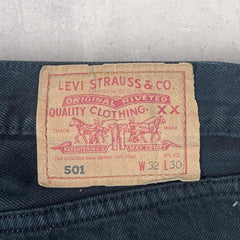 LEVI STRAUSS & CO.
ORIGINAL RIVETED
QUALITY CLOTHING.
XX
TRADE MARK
501
W 32 L 30